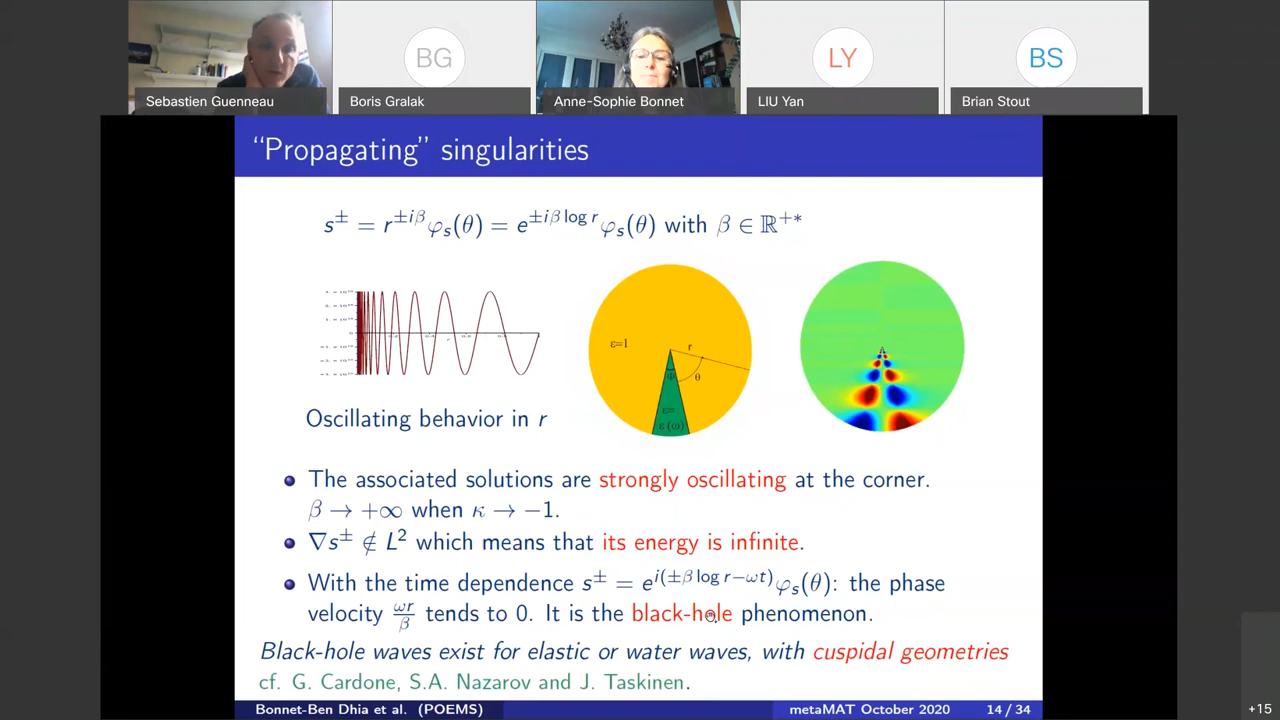 BG
LY
BS
Sebastien Guenneau
Boris Gralak
Anne-Sophie Bonnet
LIU Yan
Brian Stout
“Propagating” singularities
s± = r^{±iβ}φ_s(θ) = e^{±iβ log r}φ_s(θ) with β ∈ ℝ^{+*}
ε=1
r
θ
Ψ
ε=
ε(ω)
Oscillating behavior in r
The associated solutions are strongly oscillating at the corner.
β → +∞ when κ → −1.
∇s± ∉ L² which means that its energy is infinite.
With the time dependence s± = e^{i(±β log r−ωt)}φ_s(θ): the phase
velocity ωr/β tends to 0. It is the black-hole phenomenon.
Black-hole waves exist for elastic or water waves, with cuspidal geometries
cf. G. Cardone, S.A. Nazarov and J. Taskinen.
Bonnet-Ben Dhia et al. (POEMS)
metaMAT October 2020
14 / 34
+15